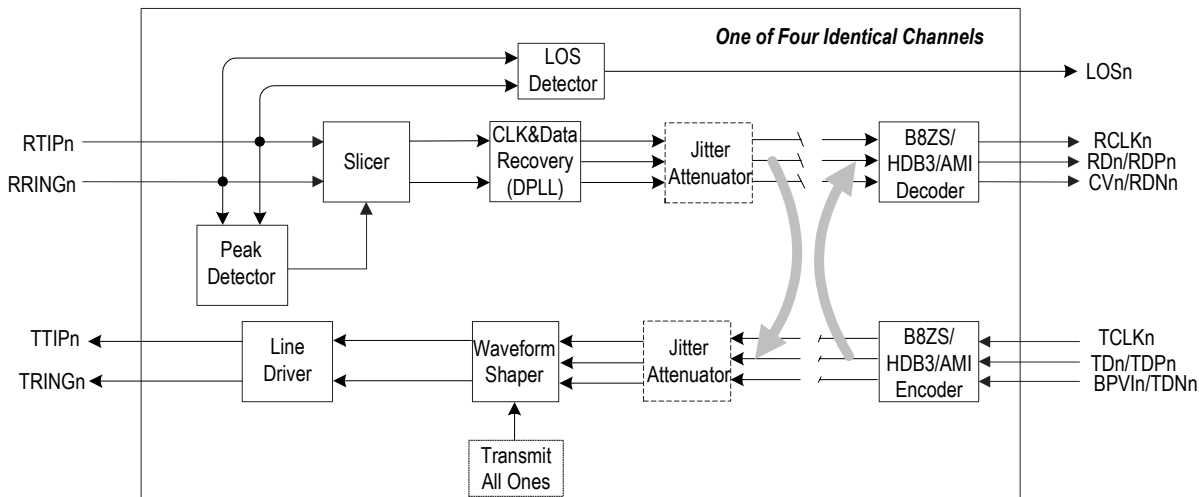 One of Four Identical Channels
LOS
Detector
LOSn
RTIPn
RRINGn
Slicer
CLK&Data
Recovery
(DPLL)
Jitter
Attenuator
B8ZS/
HDB3/AMI
Decoder
RCLKn
RDn/RDPn
CVn/RDNn
Peak
Detector
TTIPn
TRINGn
Line
Driver
Waveform
Shaper
Jitter
Attenuator
B8ZS/
HDB3/AMI
Encoder
TCLKn
TDn/TDPn
BPVIn/TDNn
Transmit
All Ones